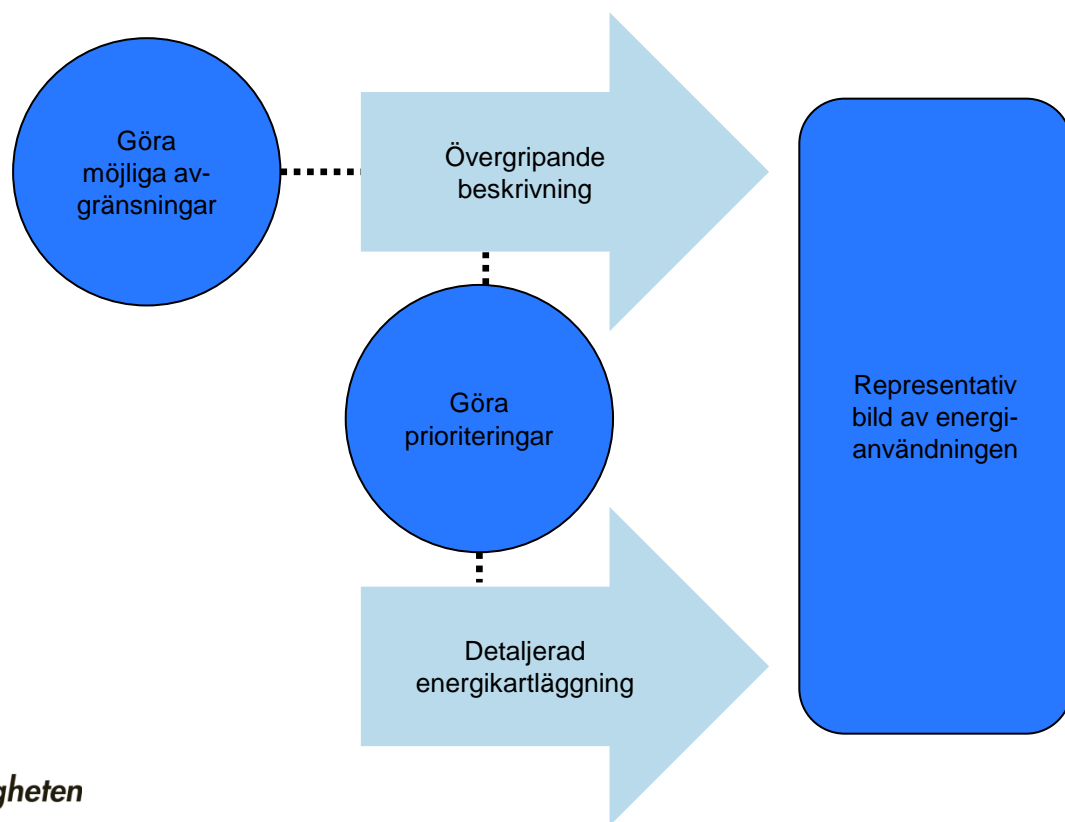 Göra
möjliga av-
gränsningar
Övergripande
beskrivning
Göra
prioriteringar
Representativ
bild av energi-
användningen
Detaljerad
energikartläggning
gheten